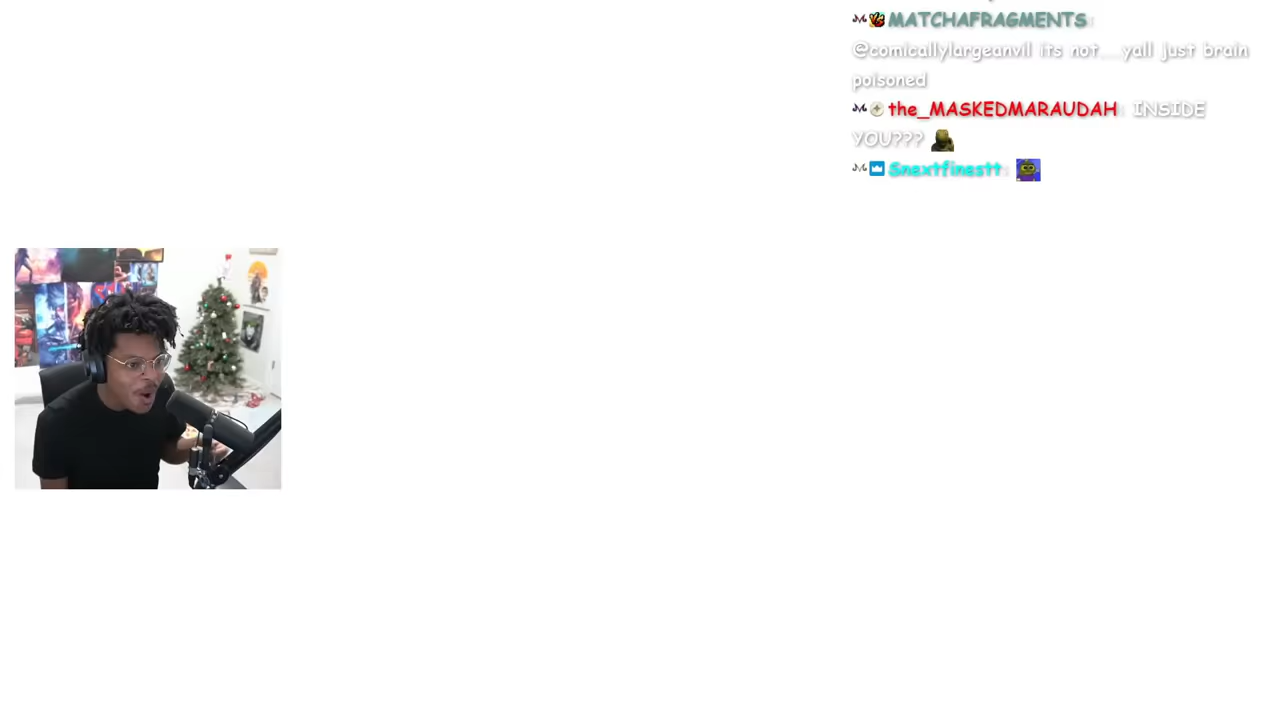 MATCHAFRAGMENTS:
@comicallylargeanvil its not....yall just brain
poisoned
the_MASKEDMARAUDAH: INSIDE
YOU???
Snextfinestt: